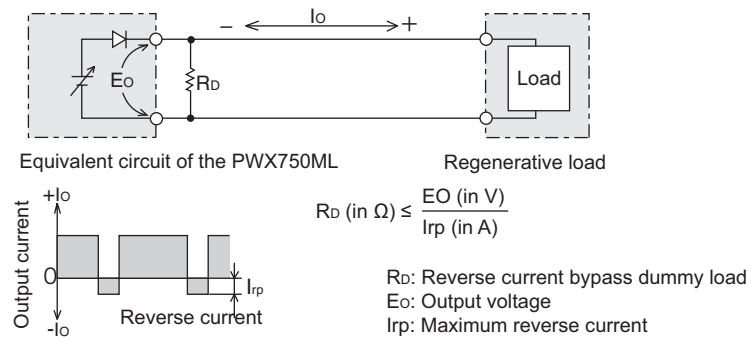 − Io +
Eo
RD
Load
Equivalent circuit of the PWX750ML
Regenerative load
+Io
Output current
0
-Io
Irp
Reverse current
RD (in Ω) ≤ EO (in V)
Irp (in A)
RD: Reverse current bypass dummy load
Eo: Output voltage
Irp: Maximum reverse current